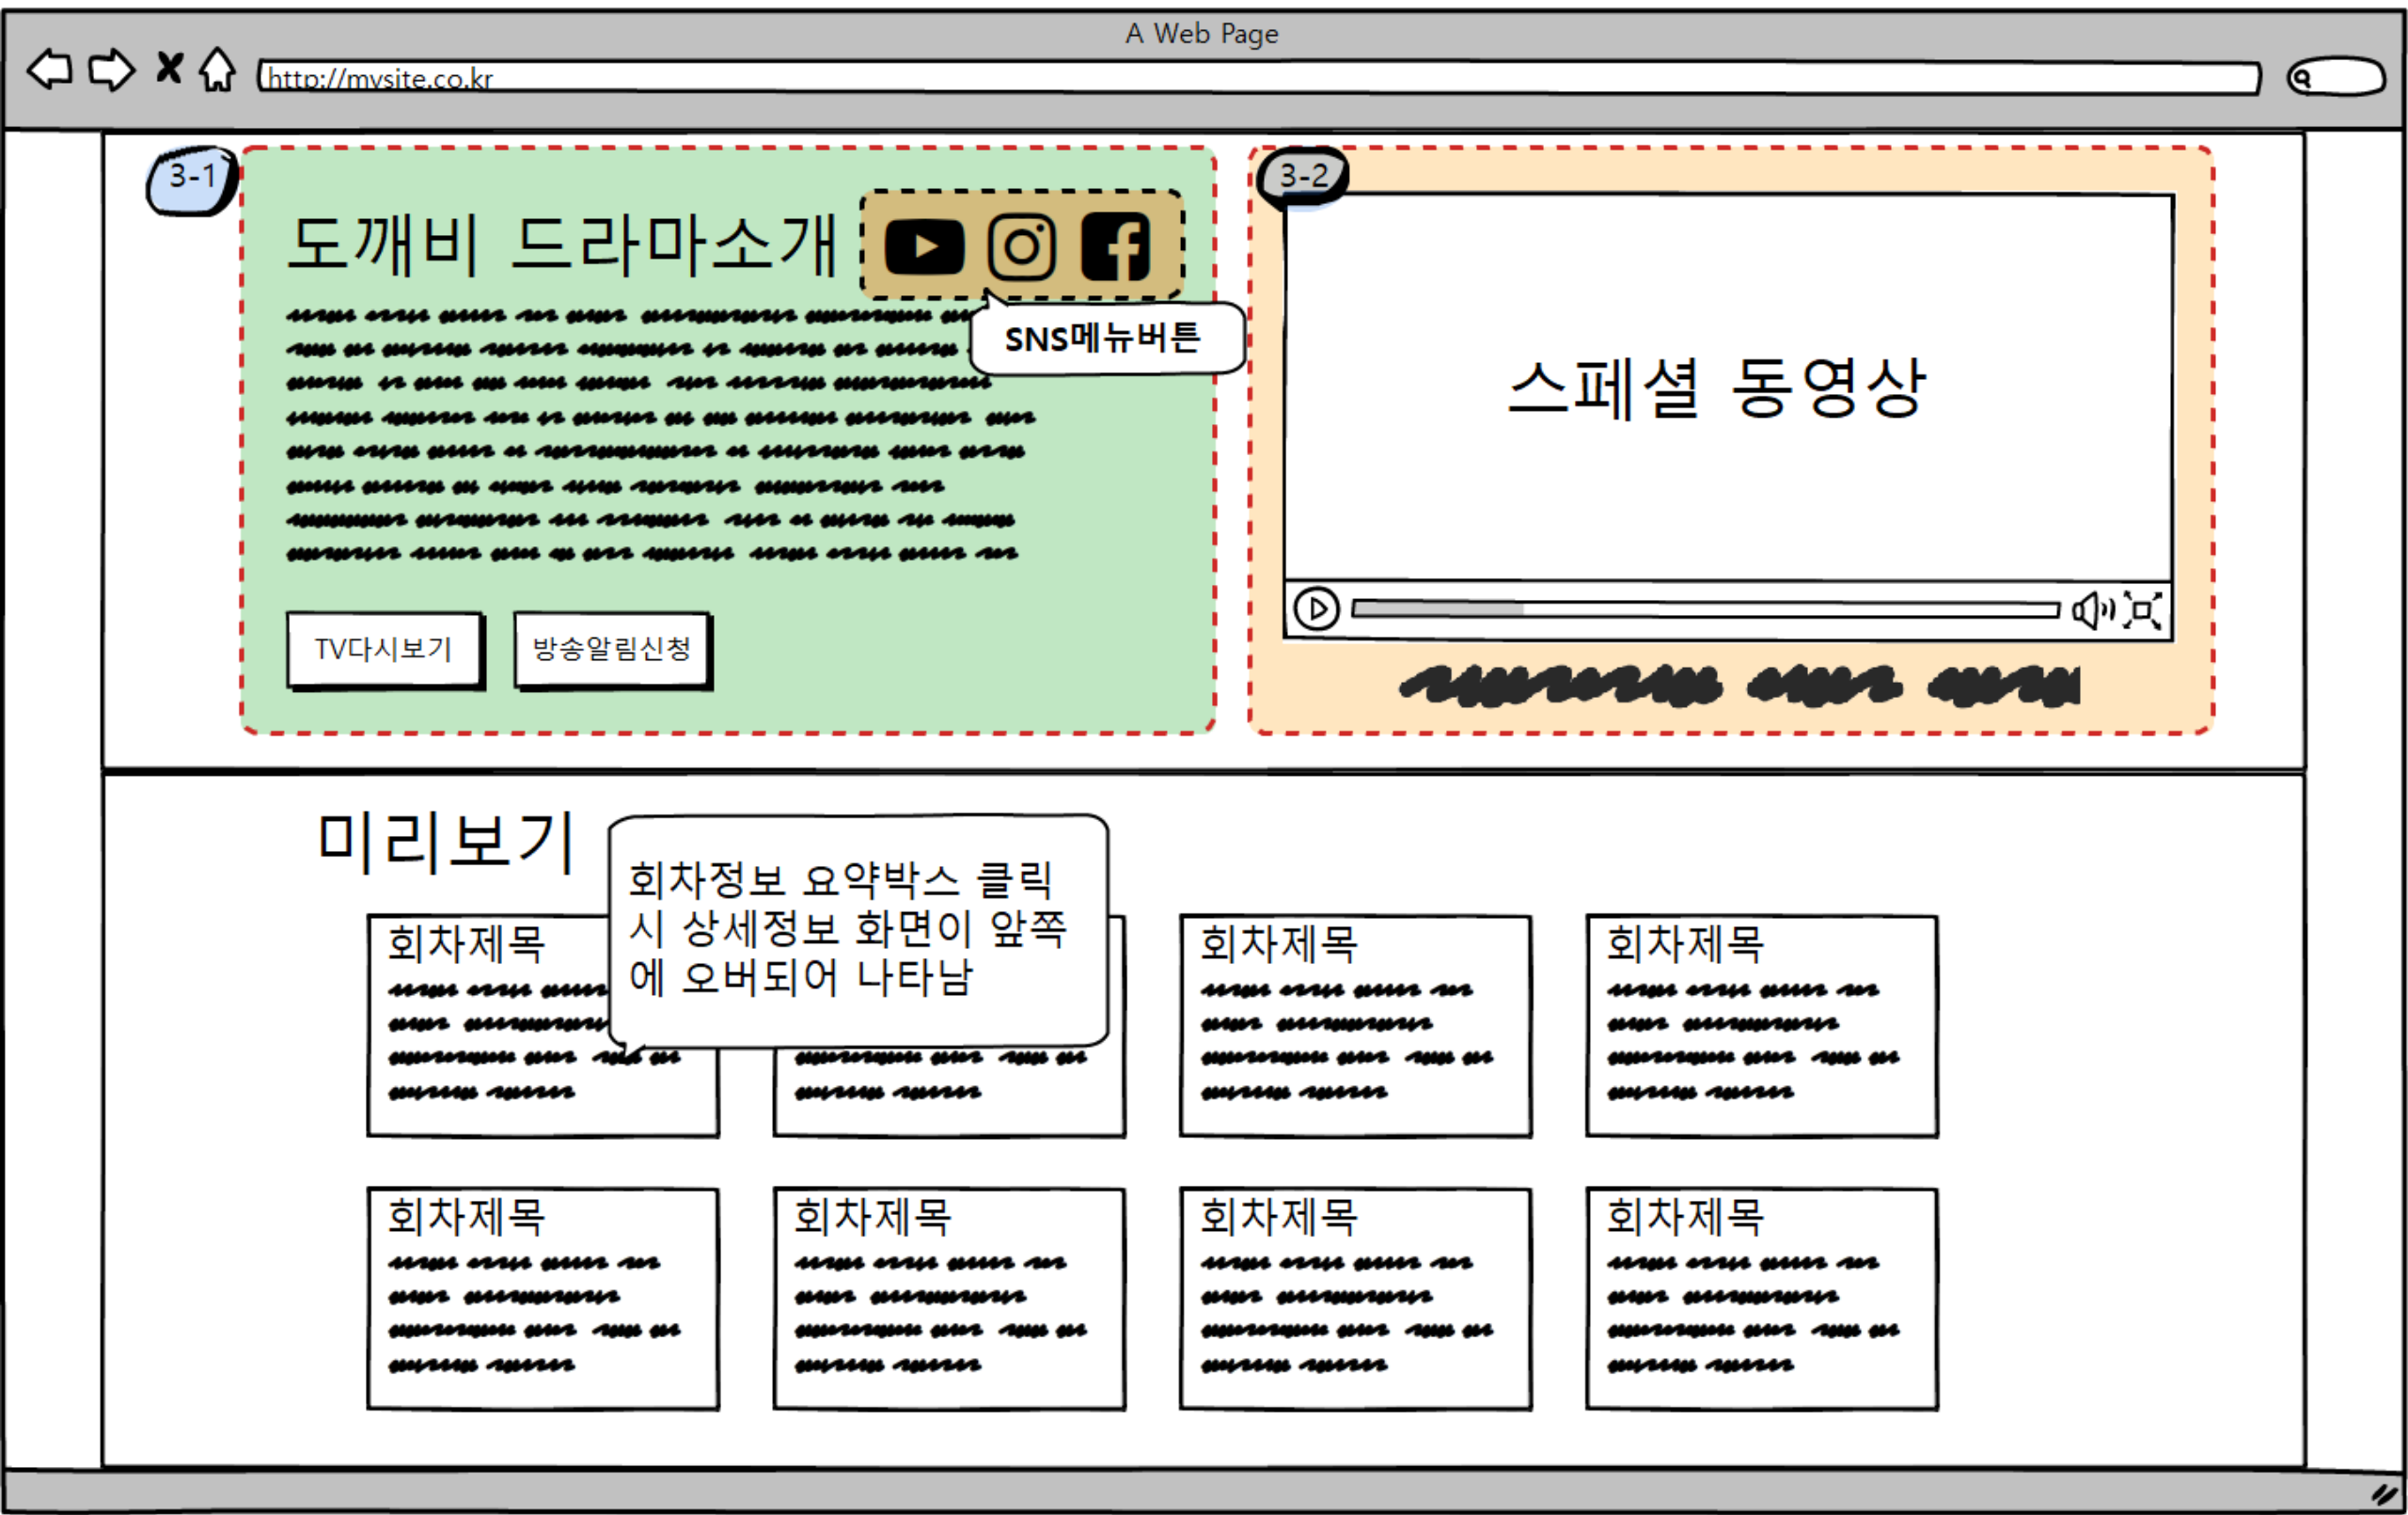 A Web Page
http://mysite.co.kr
3-1
도깨비 드라마소개
SNS메뉴버튼
TV다시보기
방송알림신청
3-2
스페셜 동영상
미리보기
회차정보 요약박스 클릭
시 상세정보 화면이 앞쪽
에 오버되어 나타남
회차제목
회차제목
회차제목
회차제목
회차제목
회차제목
회차제목